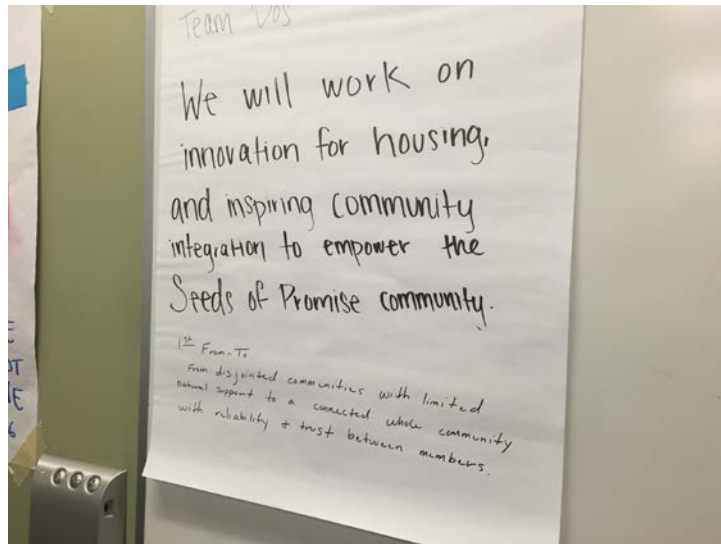 Team Dos
We will work on
innovation for housing,
and inspiring community
integration to empower the
Seeds of Promise community.
1st From-To
From disjointed communities with limited
natural support to a connected whole community
with reliability + trust between members.